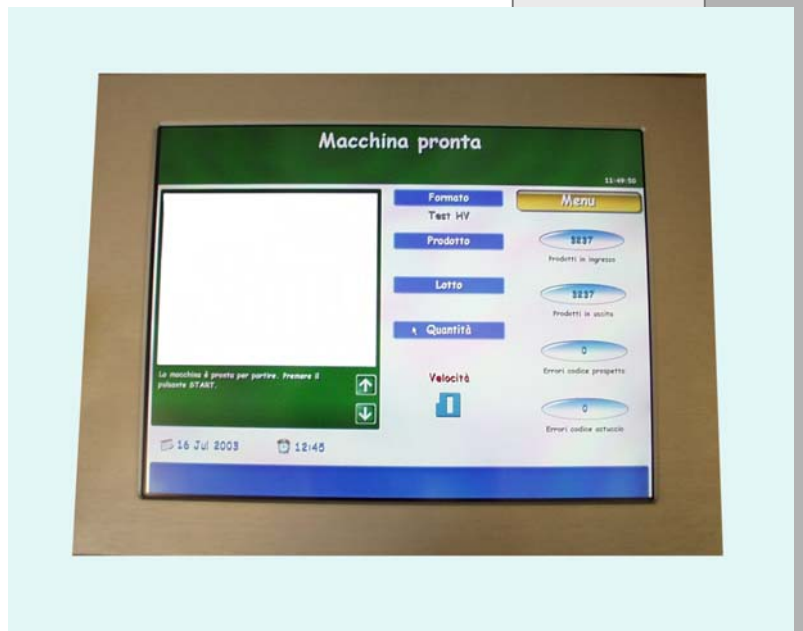 Macchina pronta
11:49:50
Formato
Menu
Test HV
Prodotto
3237
Prodotti in ingresso
Lotto
3237
Prodotti in uscita
Quantità
0
Errori codice prospetto
La macchina è pronta per partire. Premere il
pulsante START.
Velocità
0
Errori codice astuccio
16 Jul 2003
12:45